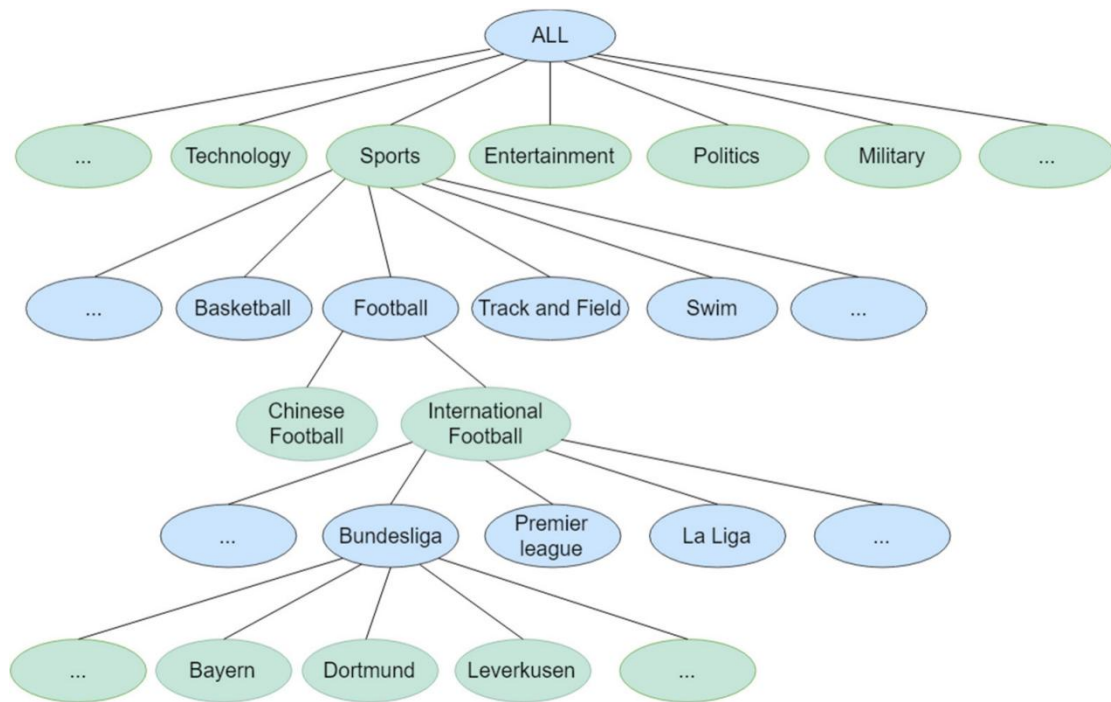 ALL
...
Technology
Sports
Entertainment
Politics
Military
...
...
Basketball
Football
Track and Field
Swim
...
Chinese
Football
International
Football
...
Bundesliga
Premier
league
La Liga
...
...
Bayern
Dortmund
Leverkusen
...